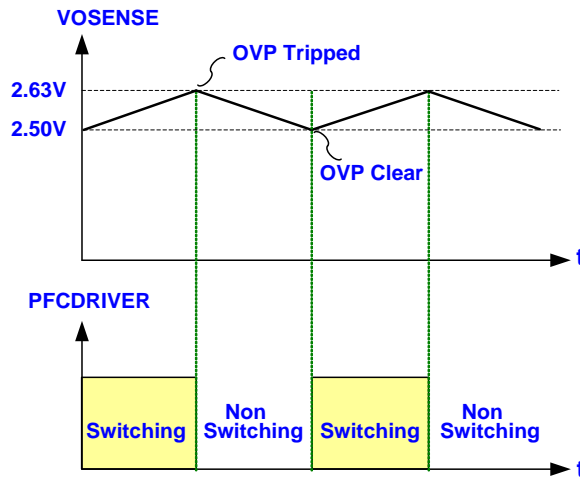 VOSENSE
OVP Tripped
2.63V
2.50V
OVP Clear
t
PFCDRIVER
Switching
Non
Switching
Switching
Non
Switching
t